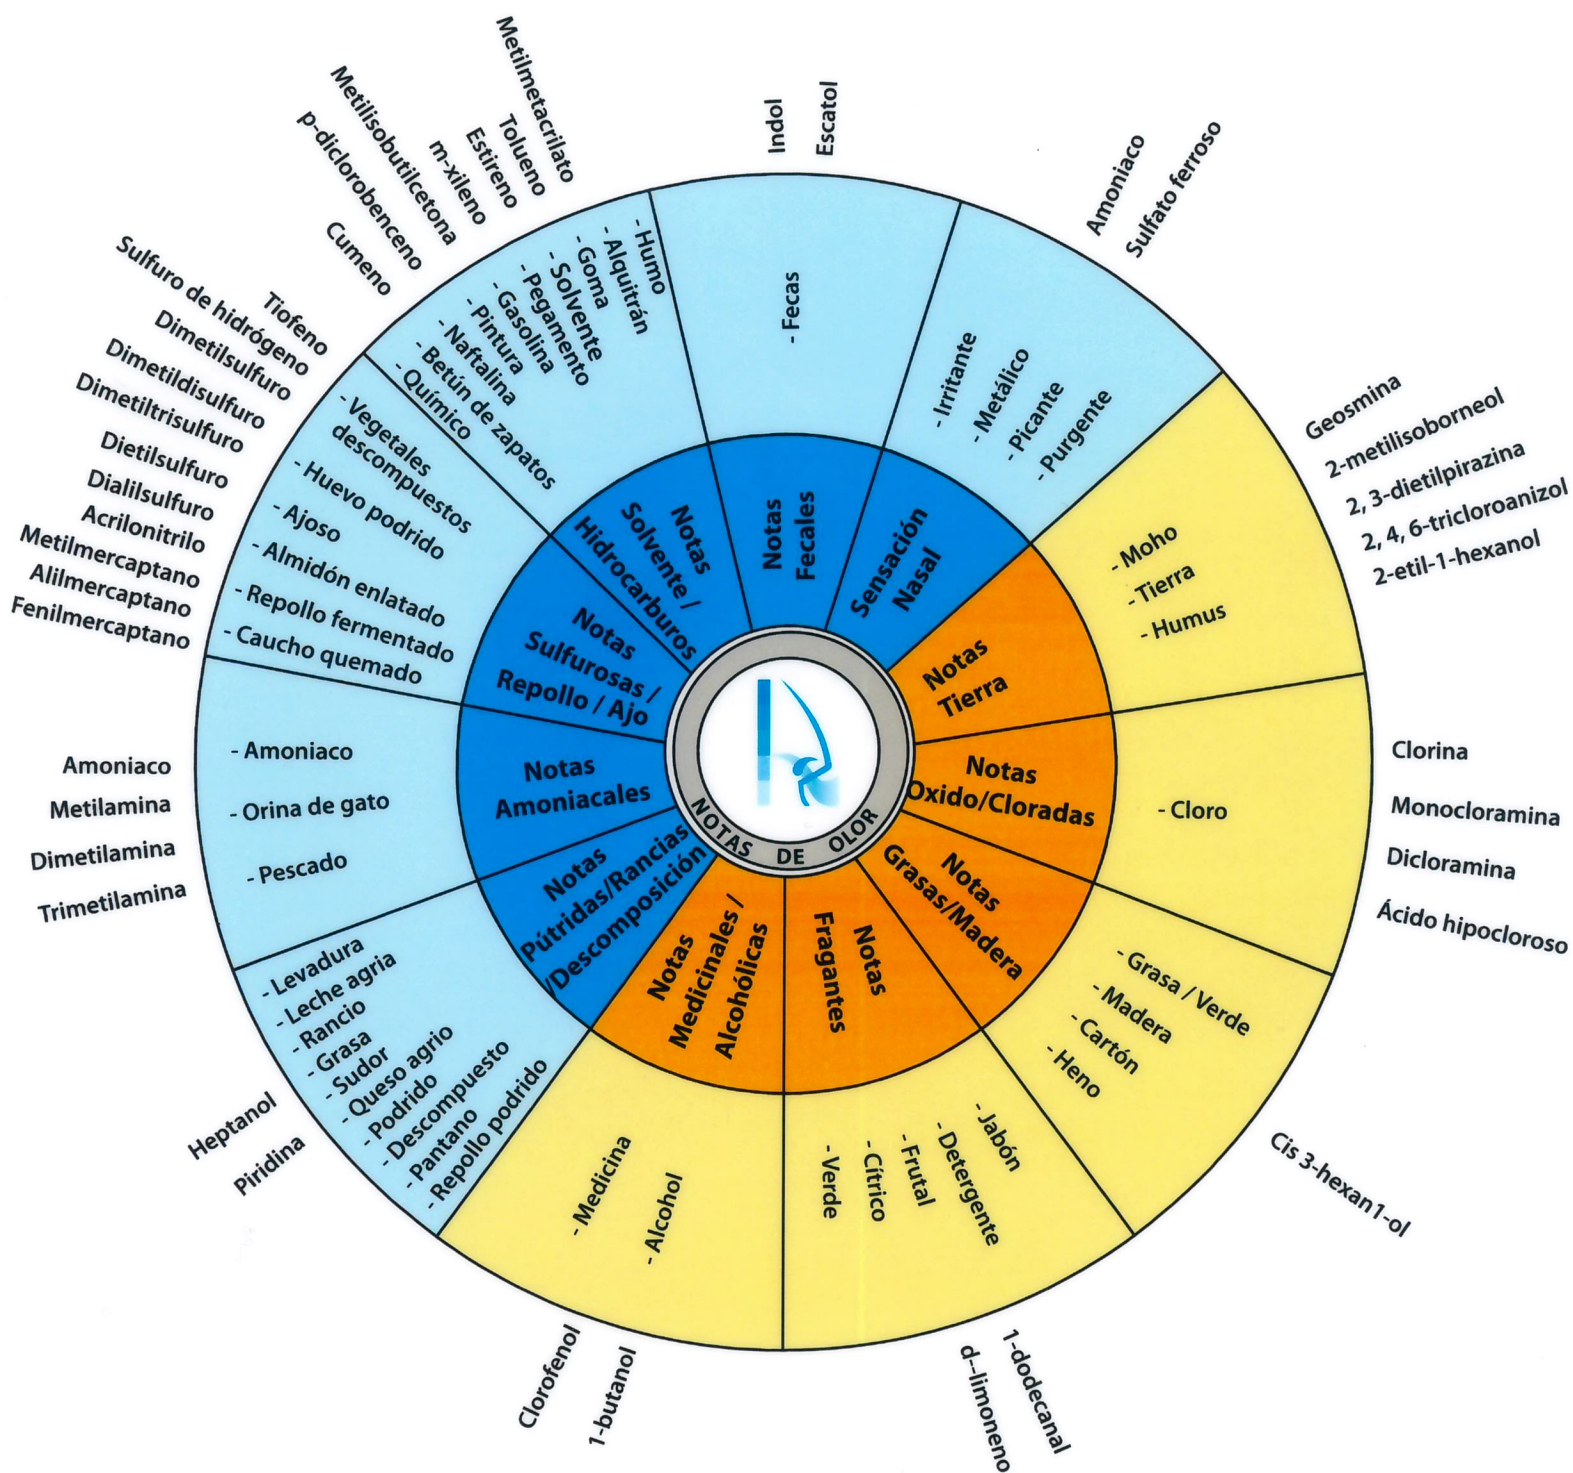 NOTAS DE OLOR
Notas
Fecales
- Fecas
Indol
Escatol
Sensación
Nasal
- Irritante
- Metálico
- Picante
- Purgente
Amoniaco
Sulfato ferroso
Notas
Tierra
- Moho
- Tierra
- Humus
Geosmina
2-metilisoborneol
2, 3-dietilpirazina
2, 4, 6-tricloroanizol
2-etil-1-hexanol
Notas
Oxido/Cloradas
- Cloro
Clorina
Monocloramina
Dicloramina
Ácido hipocloroso
Notas
Grasas/Madera
- Grasa / Verde
- Madera
- Cartón
- Heno
Cis 3-hexan1-ol
Notas
Fragantes
- Jabón
- Detergente
- Frutal
- Cítrico
- Verde
1-dodecanal
d--limoneno
Notas
Medicinales /
Alcohólicas
- Medicina
- Alcohol
Clorofenol
1-butanol
Notas
Pútridas/Rancias
/Descomposición
- Levadura
- Leche agria
- Rancio
- Grasa
- Sudor
- Queso agrio
- Podrido
- Descompuesto
- Pantano
- Repollo podrido
Heptanol
Piridina
Notas
Amoniacales
- Amoniaco
- Orina de gato
- Pescado
Amoniaco
Metilamina
Dimetilamina
Trimetilamina
Notas
Sulfurosas /
Repollo / Ajo
- Vegetales
descompuestos
- Huevo podrido
- Ajoso
- Almidón enlatado
- Repollo fermentado
- Caucho quemado
Tiofeno
Sulfuro de hidrógeno
Dimetilsulfuro
Dimetildisulfuro
Dimetiltrisulfuro
Dietilsulfuro
Dialilsulfuro
Acrilonitrilo
Metilmercaptano
Alilmercaptano
Fenilmercaptano
Notas
Solvente /
Hidrocarburos
- Humo
- Alquitrán
- Goma
- Solvente
- Pegamento
- Gasolina
- Pintura
- Naftalina
- Betún de zapatos
- Químico
Metilmetacrilato
Tolueno
Estireno
m-xileno
Metilisobutilcetona
p-diclorobenceno
Cumeno